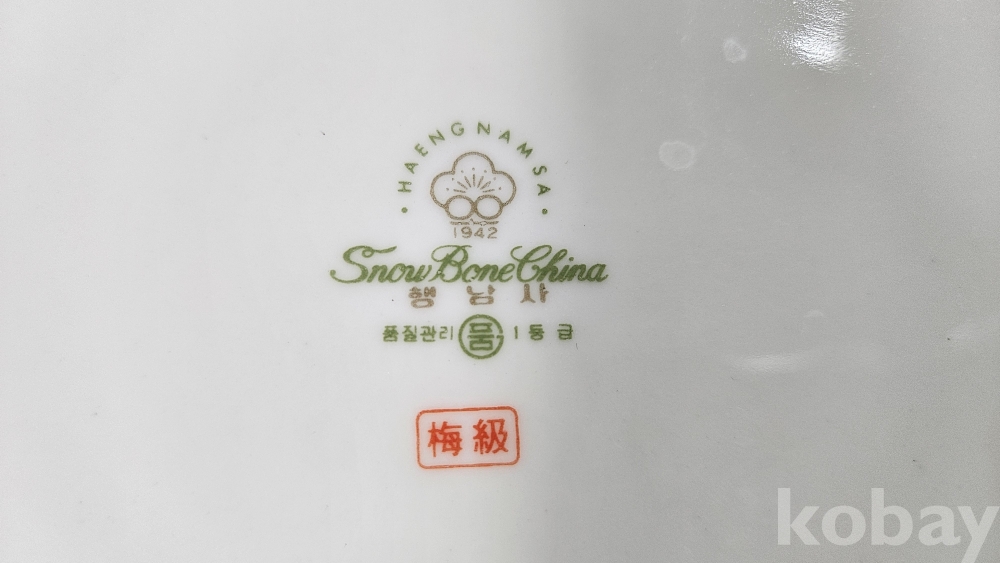 · HAENGNAMSA ·
1942
Snow Bone China
행남사
품질관리 품 1등급
梅級
kobay